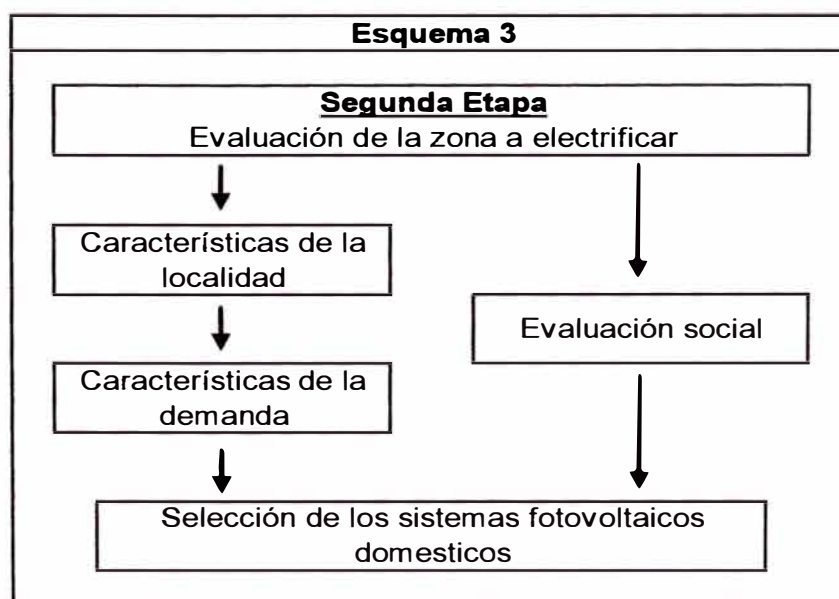 Esquema 3
Segunda Etapa
Evaluación de la zona a electrificar
Características de la
localidad
Evaluación social
Características de la
demanda
Selección de los sistemas fotovoltaicos
domesticos